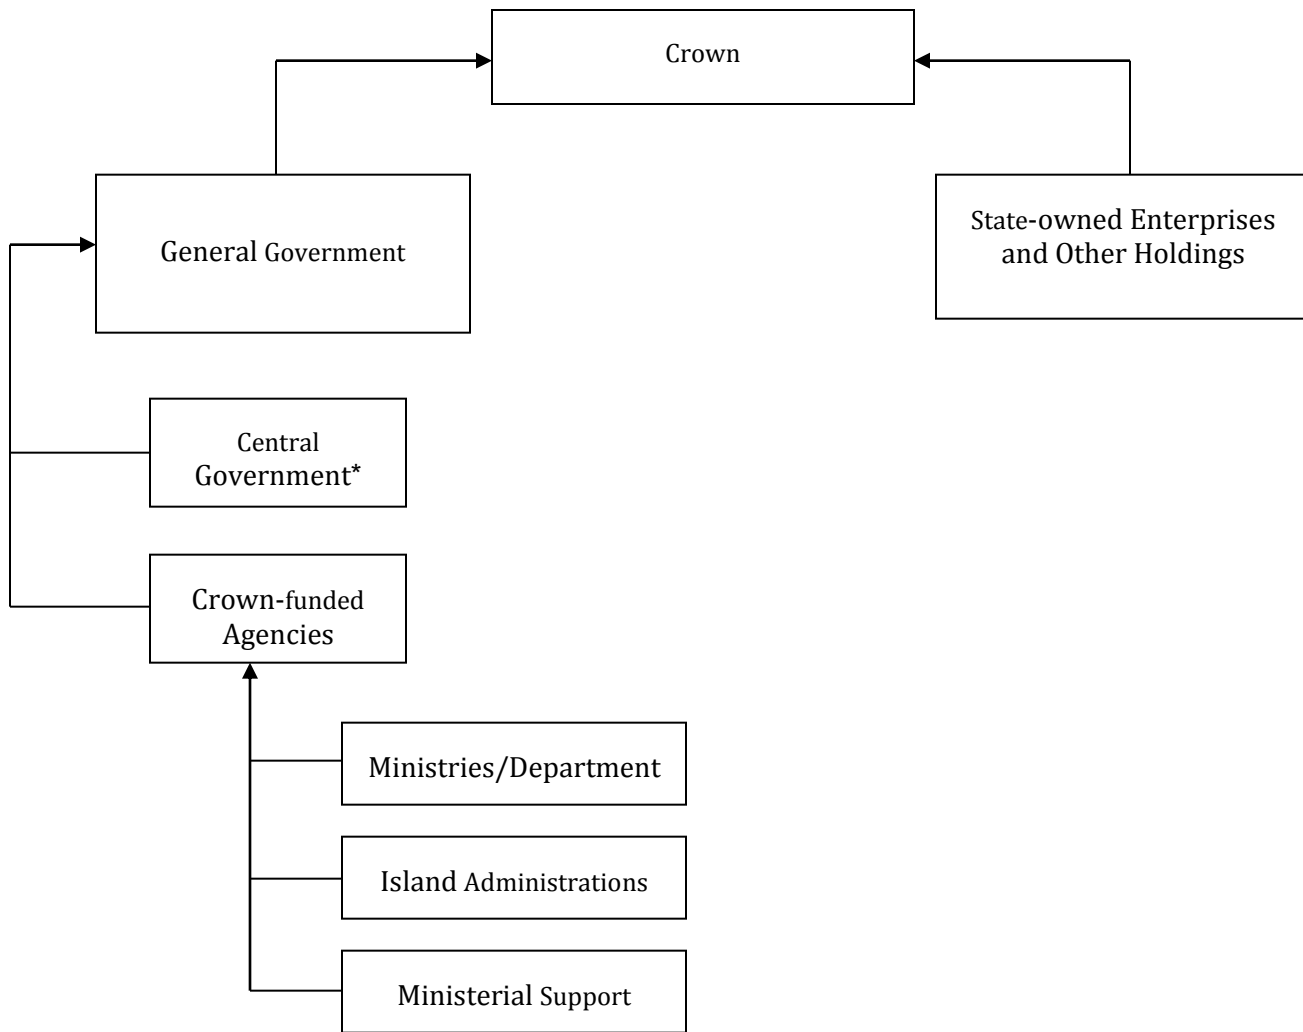 Crown
General Government
State-owned Enterprises
and Other Holdings
Central
Government*
Crown-funded
Agencies
Ministries/Department
Island Administrations
Ministerial Support